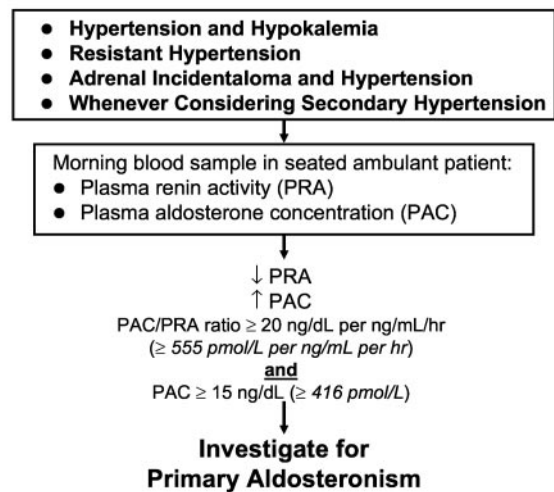 ● Hypertension and Hypokalemia
● Resistant Hypertension
● Adrenal Incidentaloma and Hypertension
● Whenever Considering Secondary Hypertension
Morning blood sample in seated ambulant patient:
● Plasma renin activity (PRA)
● Plasma aldosterone concentration (PAC)
↓ PRA
↑ PAC
PAC/PRA ratio ≥ 20 ng/dL per ng/mL/hr
(≥ 555 pmol/L per ng/mL per hr)
and
PAC ≥ 15 ng/dL (≥ 416 pmol/L)
Investigate for
Primary Aldosteronism